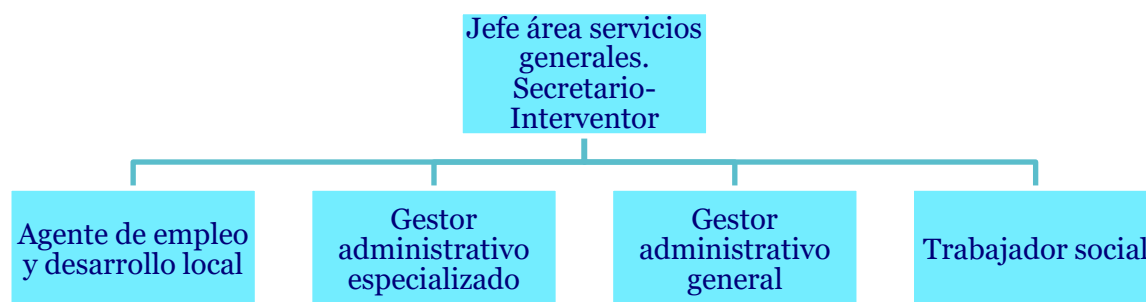 Jefe área servicios
generales.
Secretario-
Interventor
Agente de empleo
y desarrollo local
Gestor
administrativo
especializado
Gestor
administrativo
general
Trabajador social